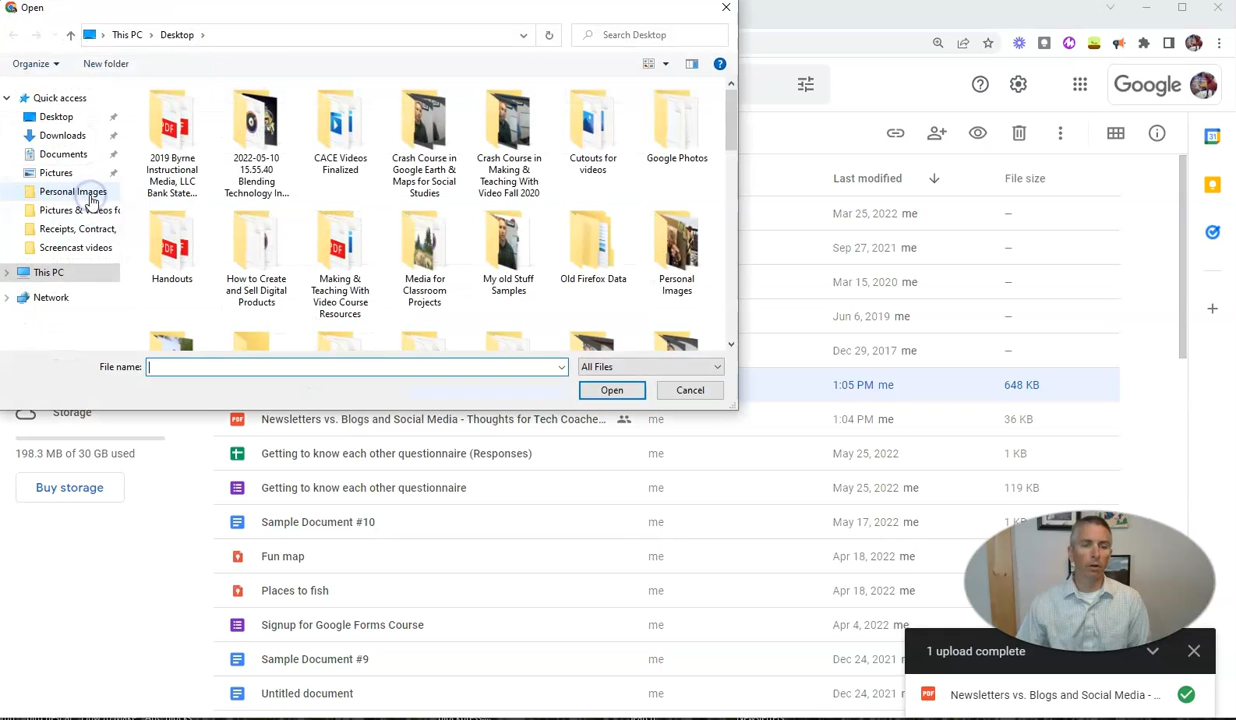 Open
This PC > Desktop >
Search Desktop
Organize
New folder
Quick access
Desktop
Downloads
Documents
Pictures
Personal Images
Pictures & Videos fo
Receipts, Contract,
Screencast videos
This PC
Network
2019 Byrne
Instructional
Media, LLC
Bank State...
2022-05-10
15.55.40
Blending
Technology In...
CACE Videos
Finalized
Crash Course in
Google Earth &
Maps for Social
Studies
Crash Course in
Making &
Teaching With
Video Fall 2020
Cutouts for
videos
Google Photos
Handouts
How to Create
and Sell Digital
Products
Making &
Teaching With
Video Course
Resources
Media for
Classroom
Projects
My old Stuff
Samples
Old Firefox Data
Personal
Images
File name:
All Files
Open
Cancel
Google
Last modified
File size
Mar 25, 2022 me –
Sep 27, 2021 me –
Mar 15, 2020 me –
Jun 6, 2019 me –
Dec 29, 2017 me –
1:05 PM me 648 KB
Newsletters vs. Blogs and Social Media - Thoughts for Tech Coache... me 1:04 PM me 36 KB
Getting to know each other questionnaire (Responses) me May 25, 2022 me 1 KB
Getting to know each other questionnaire me May 25, 2022 me 119 KB
Sample Document #10 me May 17, 2022 me 1 K
Fun map me Apr 18, 2022 me
Places to fish me Apr 18, 2022 me
Signup for Google Forms Course me Apr 4, 2022 me
Sample Document #9 me Dec 24, 2021
Untitled document me Dec 24, 2021
Storage
198.3 MB of 30 GB used
Buy storage
1 upload complete
Newsletters vs. Blogs and Social Media - ...
PDF